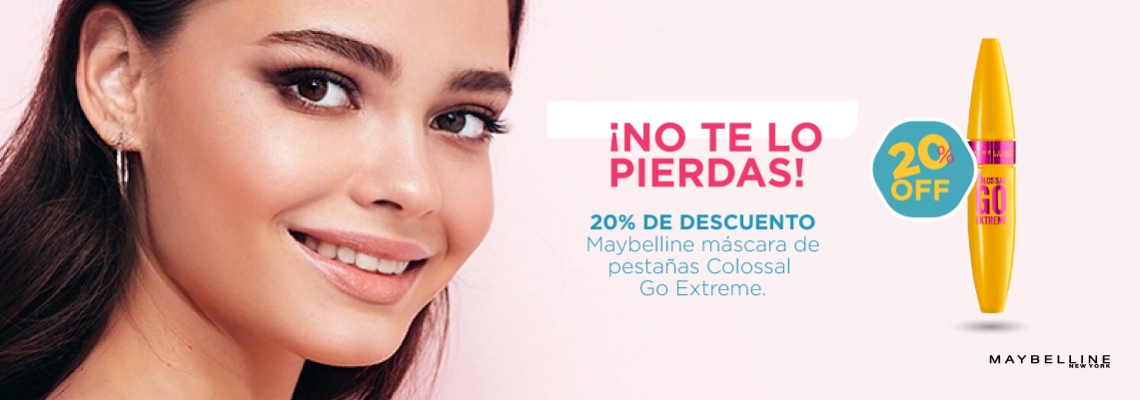 ¡NO TE LO
PIERDAS!
20% DE DESCUENTO
Maybelline máscara de
pestañas Colossal
Go Extreme.
20%
OFF
COLOSSAL
GO
EXTREME
MAYBELLINE
NEW YORK